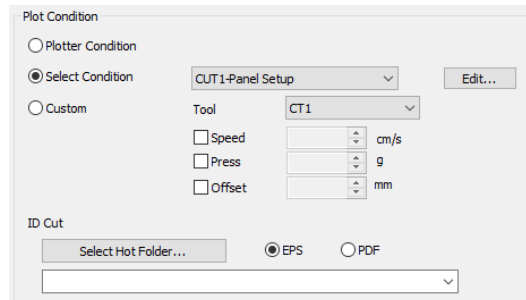 Plot Condition
Plotter Condition
Select Condition CUT1-Panel Setup Edit...
Custom Tool CT1
Speed cm/s
Press g
Offset mm
ID Cut
Select Hot Folder... EPS PDF